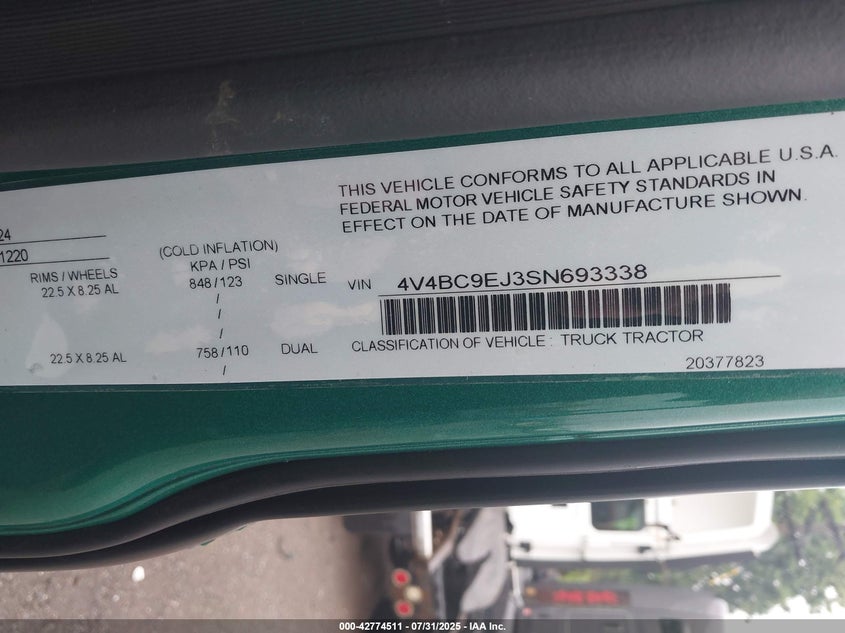 THIS VEHICLE CONFORMS TO ALL APPLICABLE U.S.A.
FEDERAL MOTOR VEHICLE SAFETY STANDARDS IN
EFFECT ON THE DATE OF MANUFACTURE SHOWN.
24
1220
(COLD INFLATION)
RIMS / WHEELS KPA / PSI
22.5 X 8.25 AL 848 / 123 SINGLE VIN 4V4BC9EJ3SN693338
/
/
/
22.5 X 8.25 AL 758 / 110 DUAL CLASSIFICATION OF VEHICLE : TRUCK TRACTOR
/
20377823
000-42774511 - 07/31/2025 - IAA Inc.